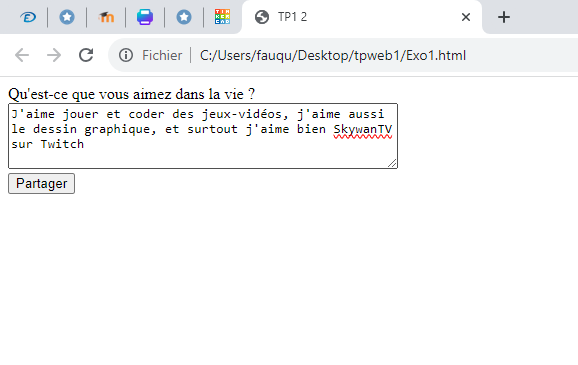 TP1 2
Fichier C:/Users/fauqu/Desktop/tpweb1/Exo1.html
Qu'est-ce que vous aimez dans la vie ?
J'aime jouer et coder des jeux-vidéos, j'aime aussi
le dessin graphique, et surtout j'aime bien SkywanTV
sur Twitch
Partager